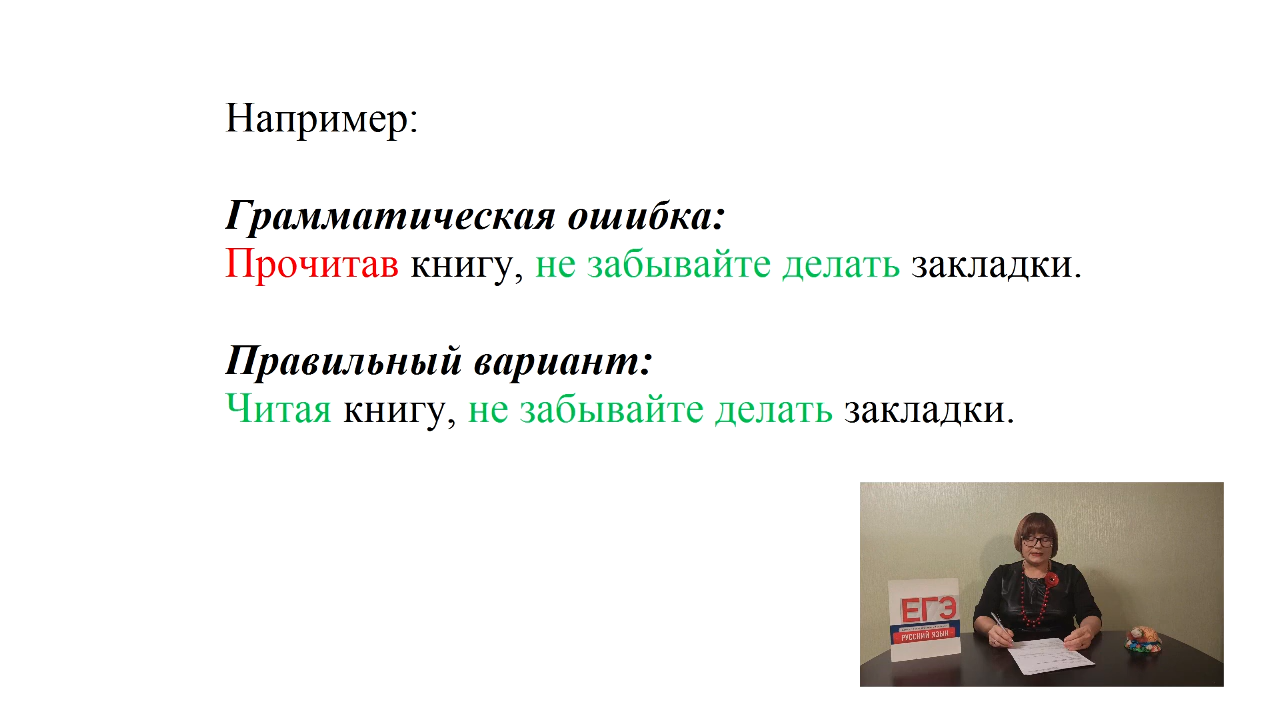 Например:
Грамматическая ошибка:
Прочитав книгу, не забывайте делать закладки.
Правильный вариант:
Читая книгу, не забывайте делать закладки.
ЕГЭ
РУССКИЙ ЯЗЫК